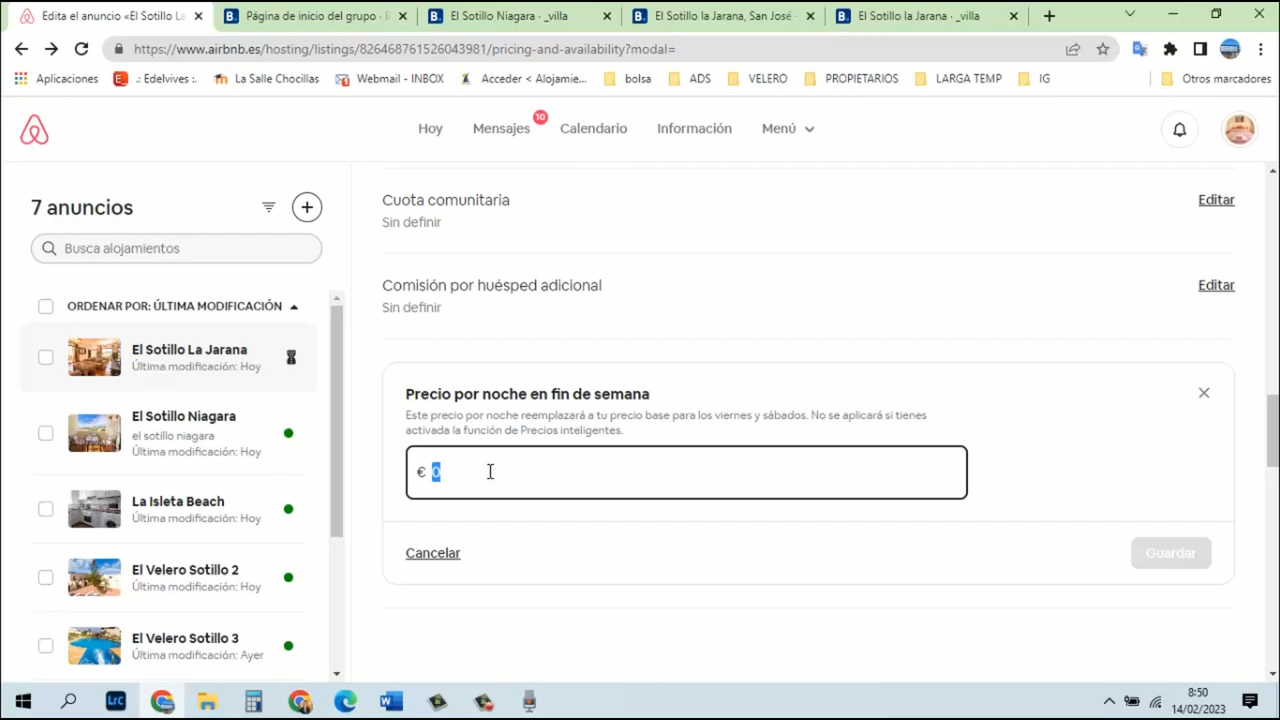 Edita el anuncio «El Sotillo La
Página de inicio del grupo ·
El Sotillo Niagara · _villa
El Sotillo la Jarana, San José
El Sotillo la Jarana · _villa
https://www.airbnb.es/hosting/listings/826468761526043981/pricing-and-availability?modal=
Aplicaciones
.: Edelvives :.
La Salle Chocillas
Webmail - INBOX
Acceder < Alojamie...
bolsa
ADS
VELERO
PROPIETARIOS
LARGA TEMP
IG
Otros marcadores
Hoy
Mensajes
10
Calendario
Información
Menú
7 anuncios
Busca alojamientos
ORDENAR POR: ÚLTIMA MODIFICACIÓN
El Sotillo La Jarana
Última modificación: Hoy
El Sotillo Niagara
el sotillo niagara
Última modificación: Hoy
La Isleta Beach
Última modificación: Hoy
El Velero Sotillo 2
Última modificación: Hoy
El Velero Sotillo 3
Última modificación: Ayer
Cuota comunitaria
Editar
Sin definir
Comisión por huésped adicional
Editar
Sin definir
Precio por noche en fin de semana
Este precio por noche reemplazará a tu precio base para los viernes y sábados. No se aplicará si tienes
activada la función de Precios inteligentes.
€ 0
Cancelar
Guardar
LrC
8:50
14/02/2023